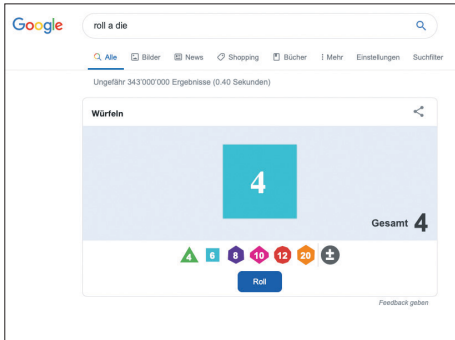 Google
roll a die
Alle Bilder News Shopping Bücher Mehr Einstellungen Suchfilter
Ungefähr 343'000'000 Ergebnisse (0.40 Sekunden)
Würfeln
4
Gesamt 4
4 6 8 10 12 20 ±
Roll
Feedback geben